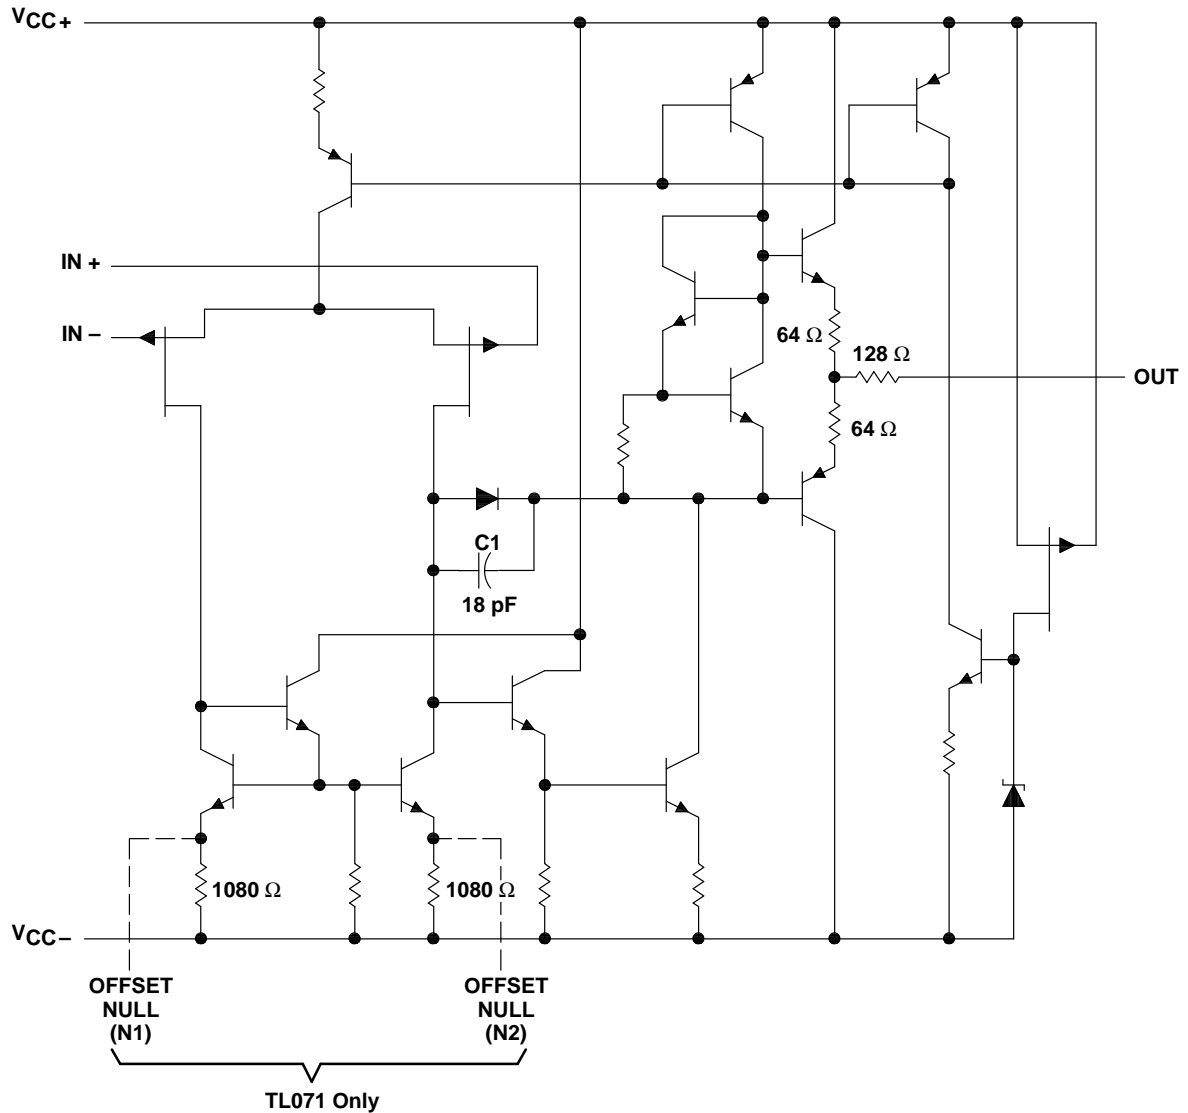 VCC+
IN +
IN −
64 Ω
128 Ω
OUT
64 Ω
C1
18 pF
1080 Ω
1080 Ω
VCC−
OFFSET
NULL
(N1)
OFFSET
NULL
(N2)
TL071 Only